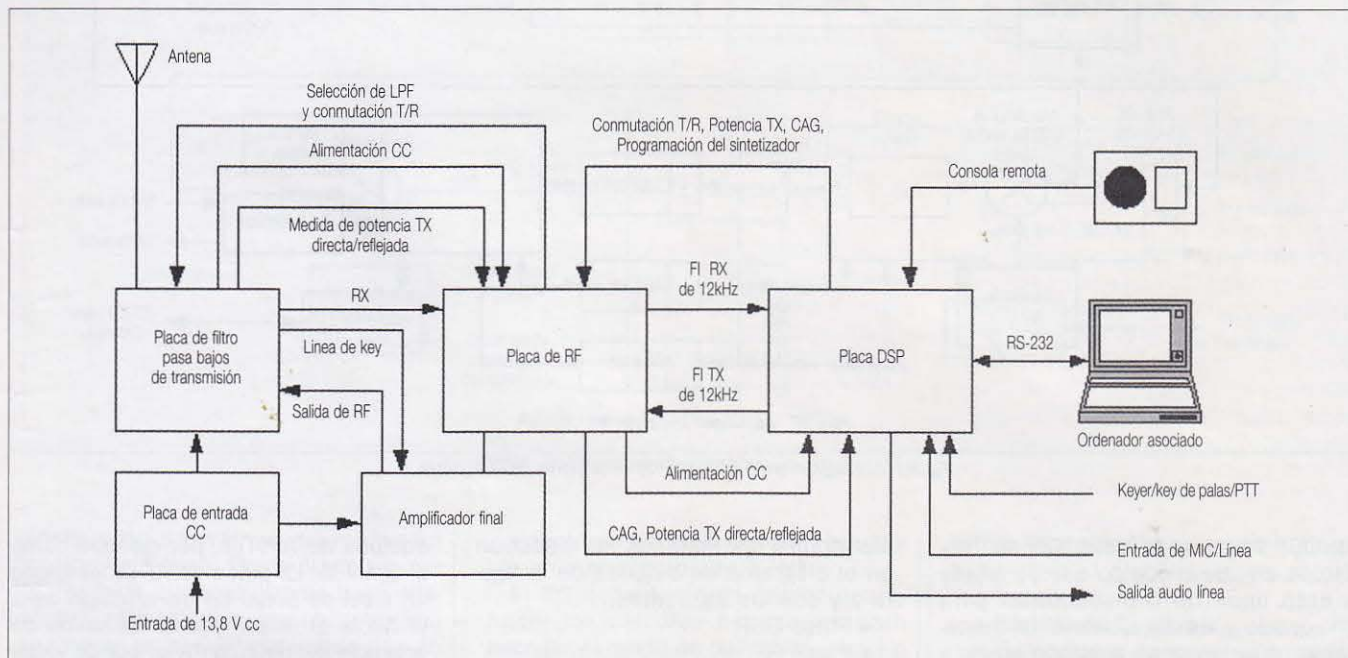 Antena
Selección de LPF
y conmutación T/R
Alimentación CC
Medida de potencia TX
directa/reflejada
Conmutación T/R, Potencia TX, CAG,
Programación del sintetizador
Consola remota
Placa de filtro
pasa bajos
de transmisión
RX
Línea de key
Salida de RF
Placa de RF
FI RX
de 12kHz
FI TX
de 12kHz
Placa DSP
RS-232
Ordenador asociado
Placa de entrada
CC
Amplificador final
Alimentación CC
CAG, Potencia TX directa/reflejada
Keyer/key de palas/PTT
Entrada de MIC/Línea
Salida audio línea
Entrada de 13,8 V cc